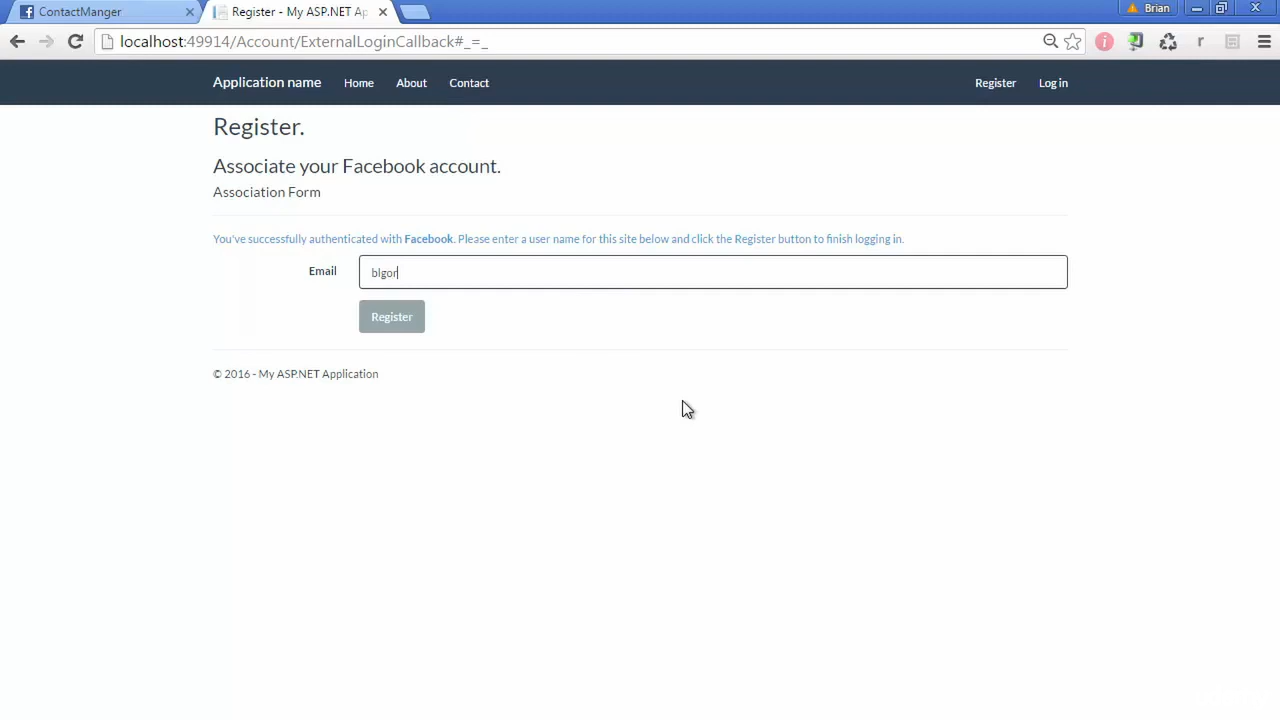 ContactManger
Register - My ASP.NET Ap
Brian
localhost:49914/Account/ExternalLoginCallback#_=_
Application name Home About Contact Register Log in
Register.
Associate your Facebook account.
Association Form
You've successfully authenticated with Facebook. Please enter a user name for this site below and click the Register button to finish logging in.
Email blgor
Register
© 2016 - My ASP.NET Application